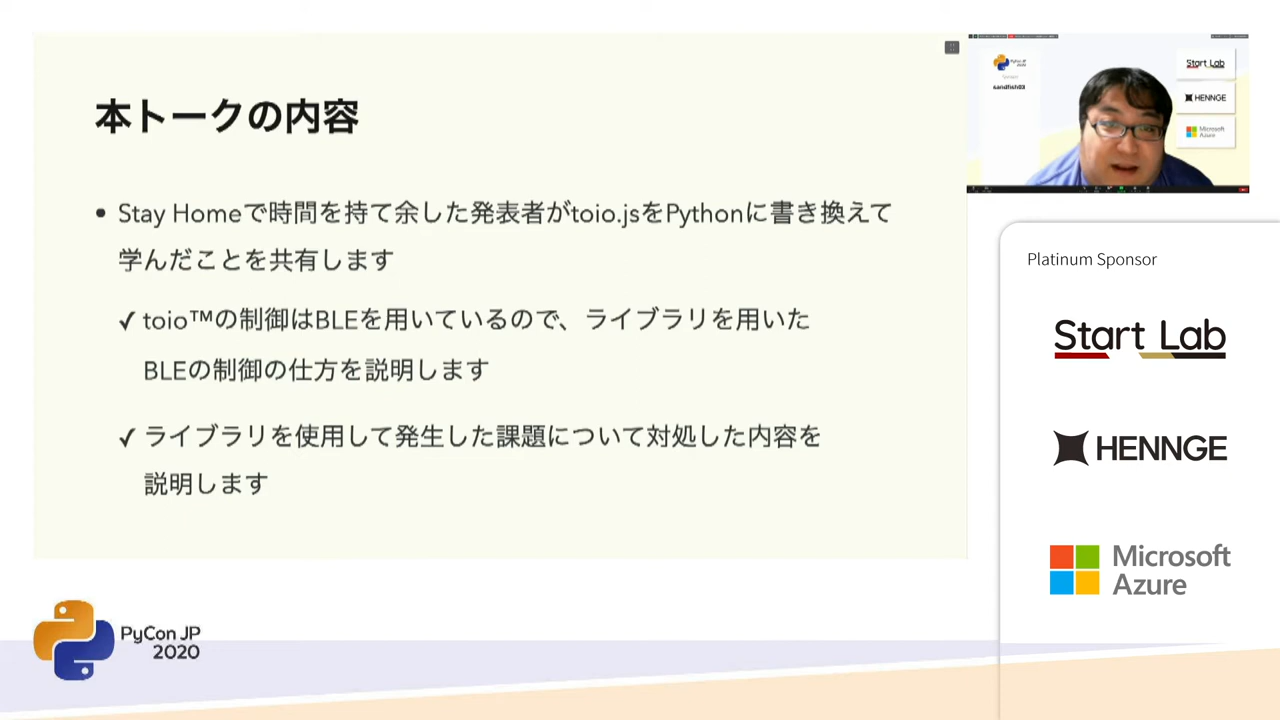 本トークの内容
• Stay Homeで時間を持て余した発表者がtoio.jsをPythonに書き換えて
学んだことを共有します
✓ toio™の制御はBLEを用いているので、ライブラリを用いた
BLEの制御の仕方を説明します
✓ ライブラリを使用して発生した課題について対処した内容を
説明します
PyCon JP
2020
sandfish03
Start Lab
HENNGE
Microsoft
Azure
Platinum Sponsor
Start Lab
HENNGE
Microsoft
Azure
PyCon JP
2020